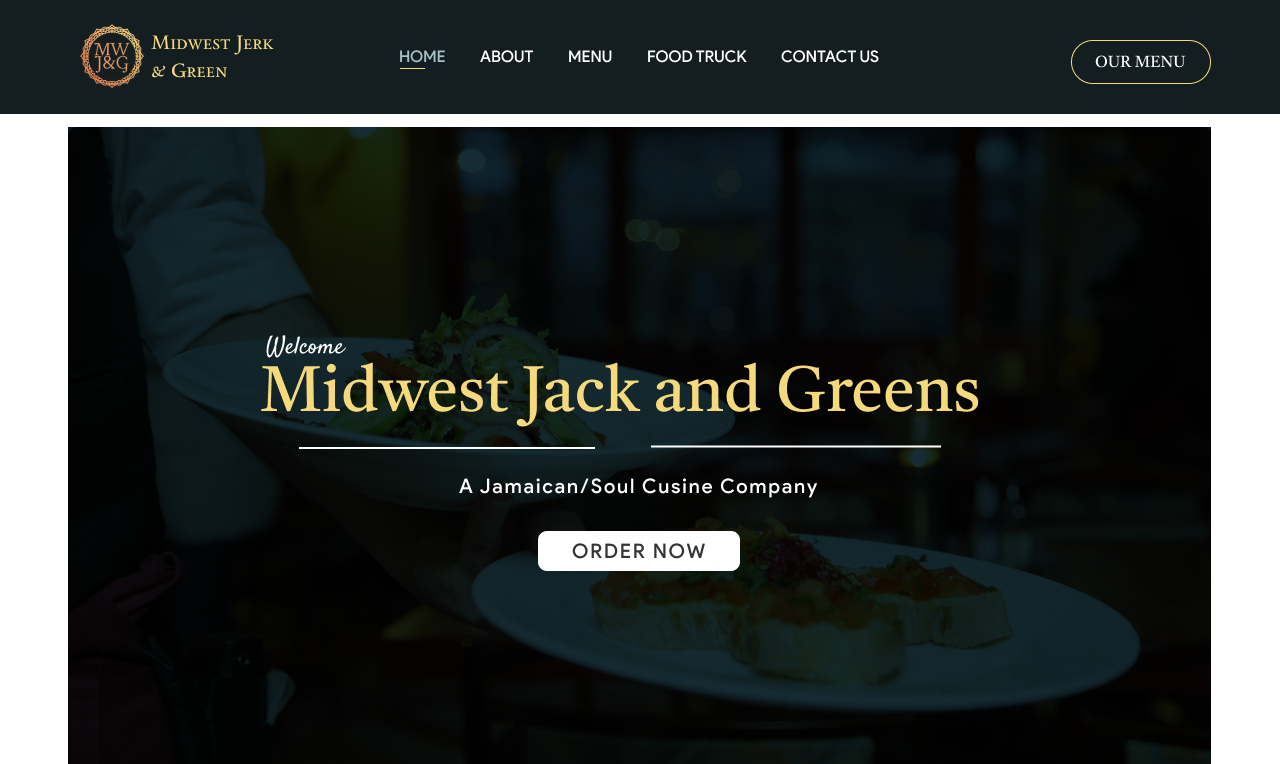 MW
J&G
Midwest Jerk
& Green
HOME ABOUT MENU FOOD TRUCK CONTACT US
OUR MENU
Welcome
Midwest Jack and Greens
A Jamaican/Soul Cusine Company
ORDER NOW